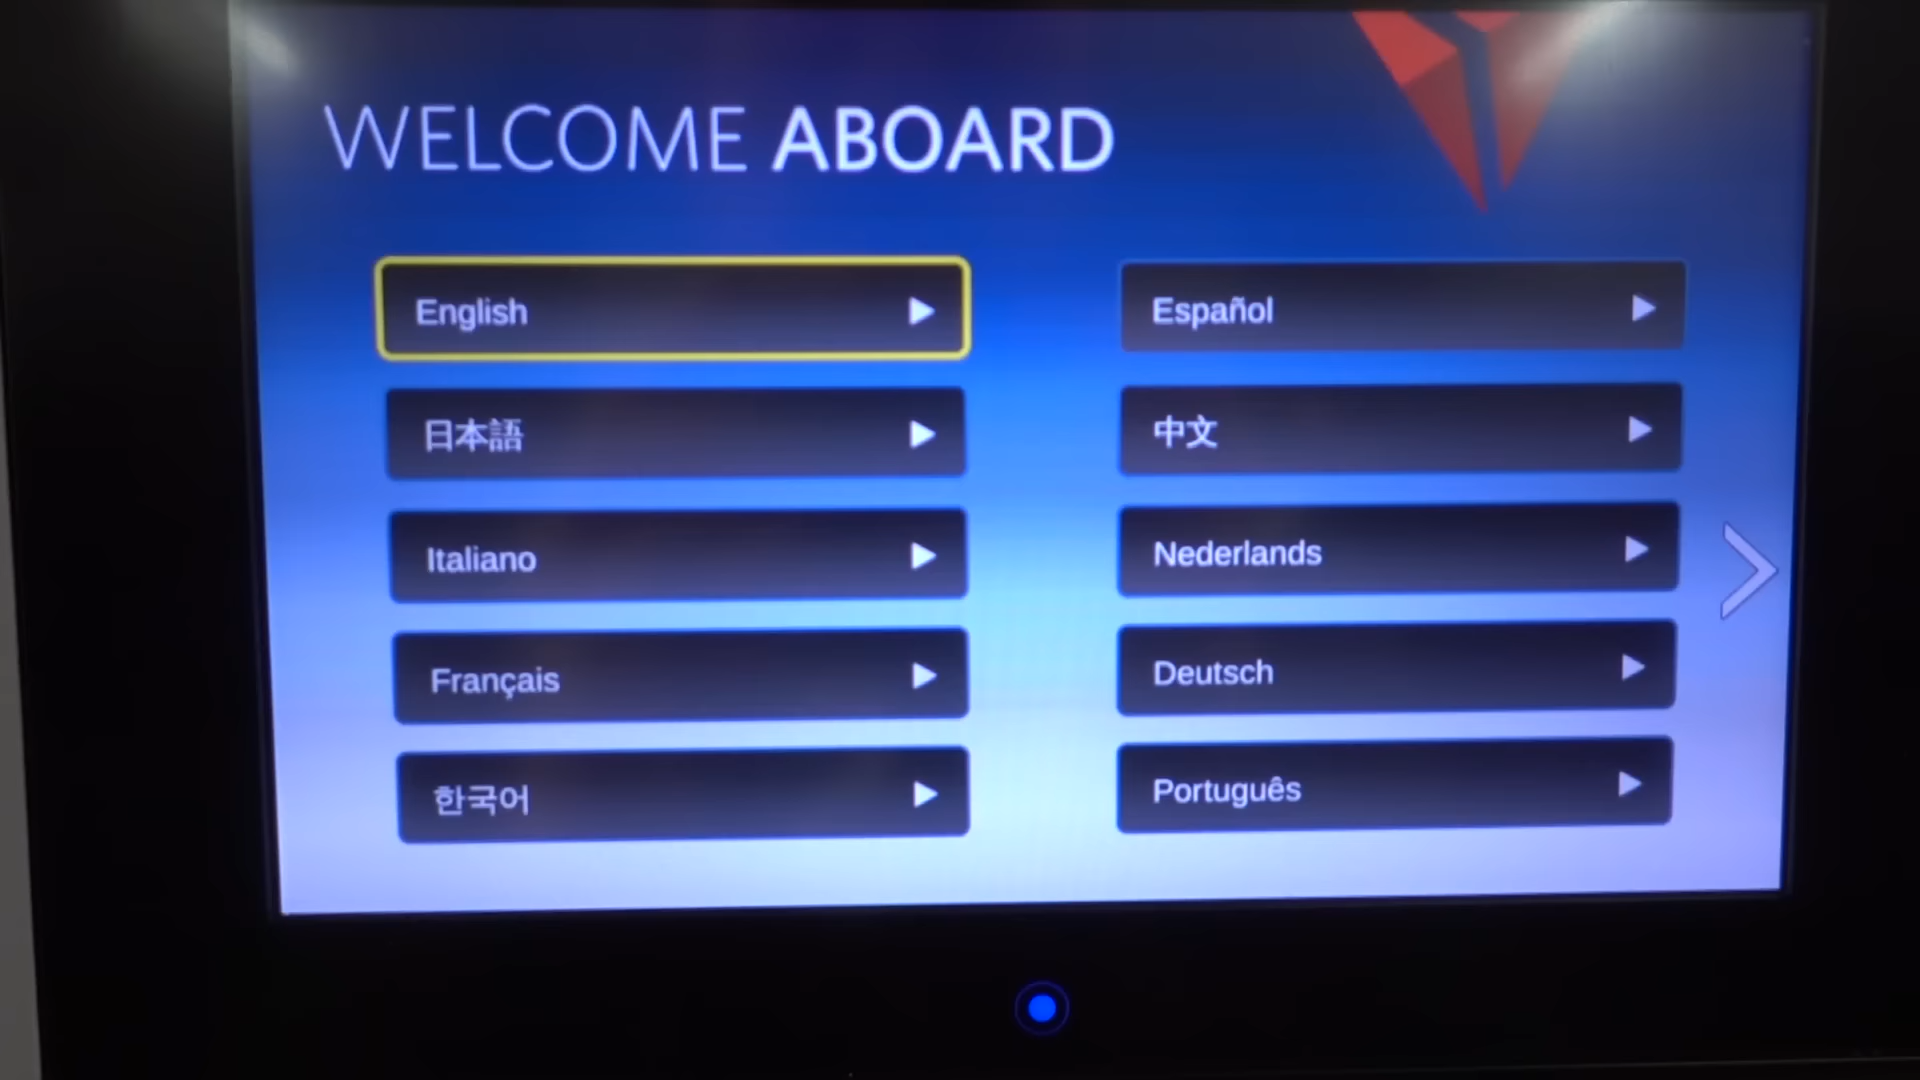 WELCOME ABOARD
English
Español
日本語
中文
Italiano
Nederlands
Français
Deutsch
한국어
Português